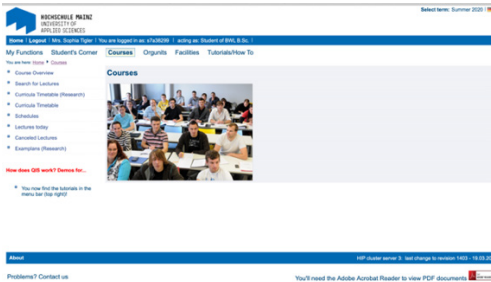 HOCHSCHULE MAINZ
UNIVERSITY OF
APPLIED SCIENCES
Select term: Summer 2020 |
Home | Logout | Mrs. Sophia Tigler | You are logged in as: s7a38299 | acting as: Student of BWL B.Sc. |
My Functions Student's Corner Courses Orgunits Facilities Tutorials/How To
You are here: Home Courses
Course Overview
Search for Lectures
Curricula Timetable (Research)
Curricula Timetable
Schedules
Lectures today
Canceled Lectures
Examplans (Research)
How does QIS work? Demos for...
You now find the tutorials in the
menu bar (top right)!
Courses
About
HIP cluster server 3: last change to revision 1403 - 19.03.20
Problems? Contact us
You'll need the Adobe Acrobat Reader to view PDF documents